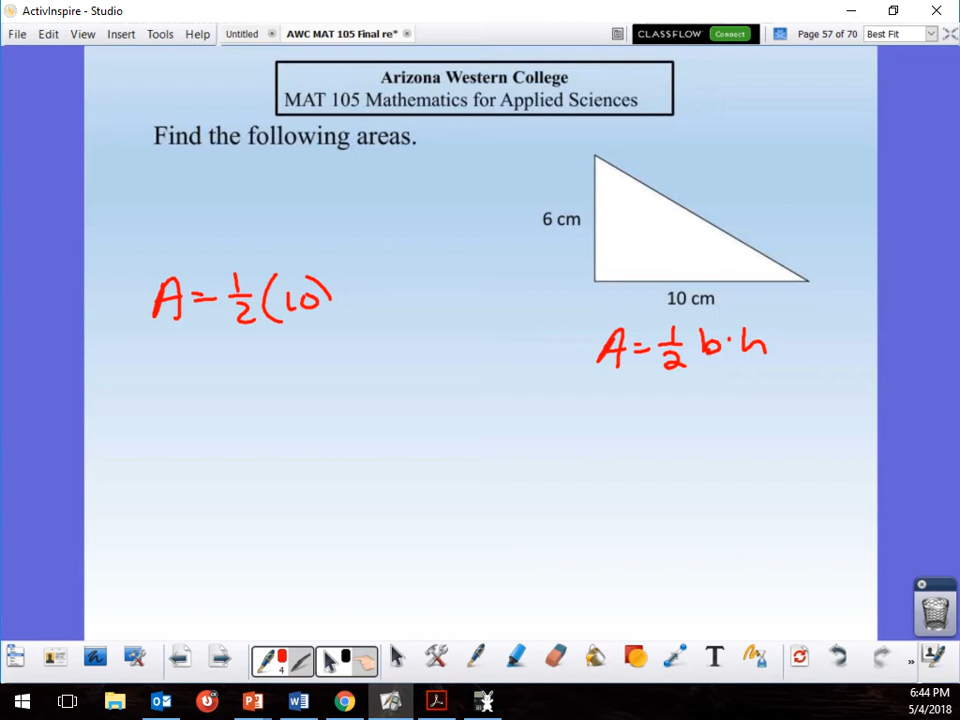 ActivInspire - Studio
File Edit View Insert Tools Help Untitled AWC MAT 105 Final re* CLASSFLOW Connect Page 57 of 70 Best Fit
Arizona Western College
MAT 105 Mathematics for Applied Sciences
Find the following areas.
6 cm
10 cm
A = 1/2 (10)
A = 1/2 b · h
4
T
»
6:44 PM
5/4/2018